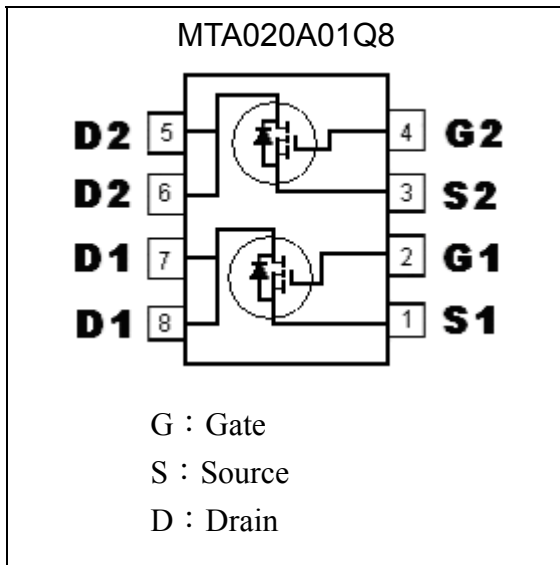 MTA020A01Q8
D2 5 4 G2
D2 6 3 S2
D1 7 2 G1
D1 8 1 S1
G：Gate
S：Source
D：Drain